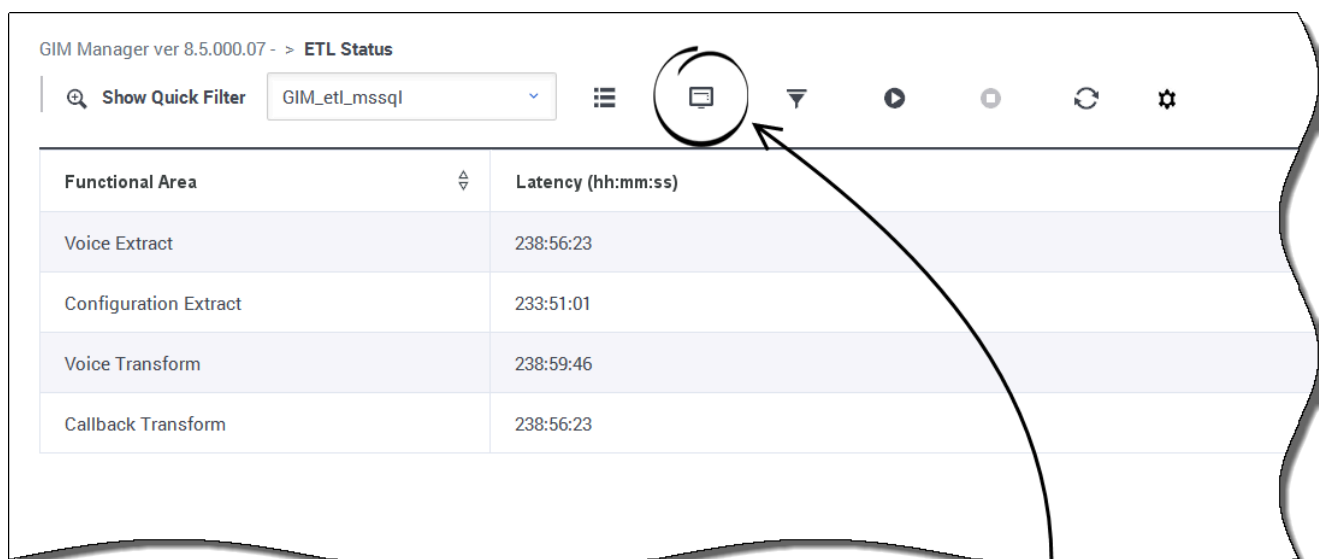 GIM Manager ver 8.5.000.07 - > ETL Status
Show Quick Filter GIM_etl_mssql
Functional Area Latency (hh:mm:ss)
Voice Extract 238:56:23
Configuration Extract 233:51:01
Voice Transform 238:59:46
Callback Transform 238:56:23